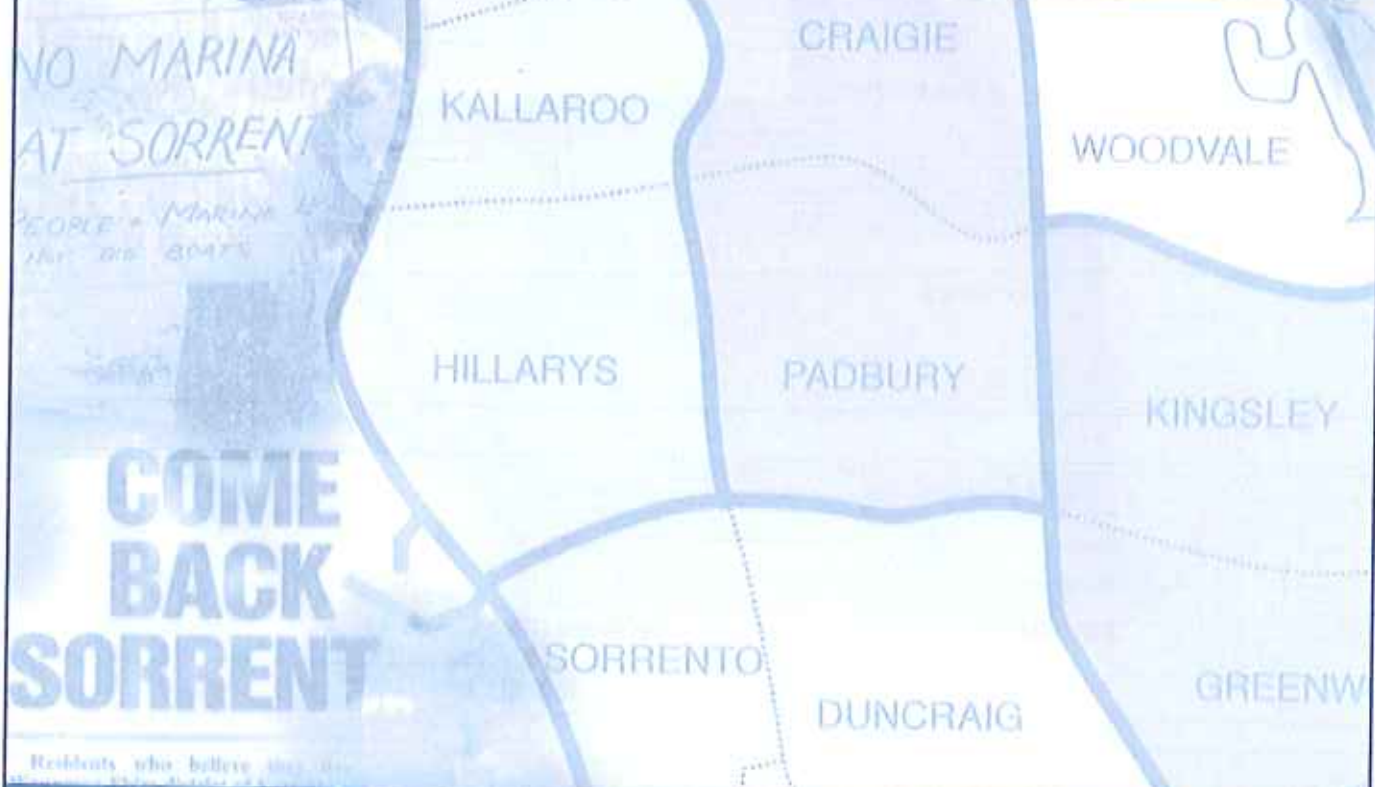 NO MARINA
AT SORRENT
PEOPLE
MARINA
BOATS
COME
BACK
SORRENT
Residents who believe
CRAIGIE
KALLAROO
WOODVALE
HILLARYS
PADBURY
KINGSLEY
SORRENTO
DUNCRAIG
GREENW